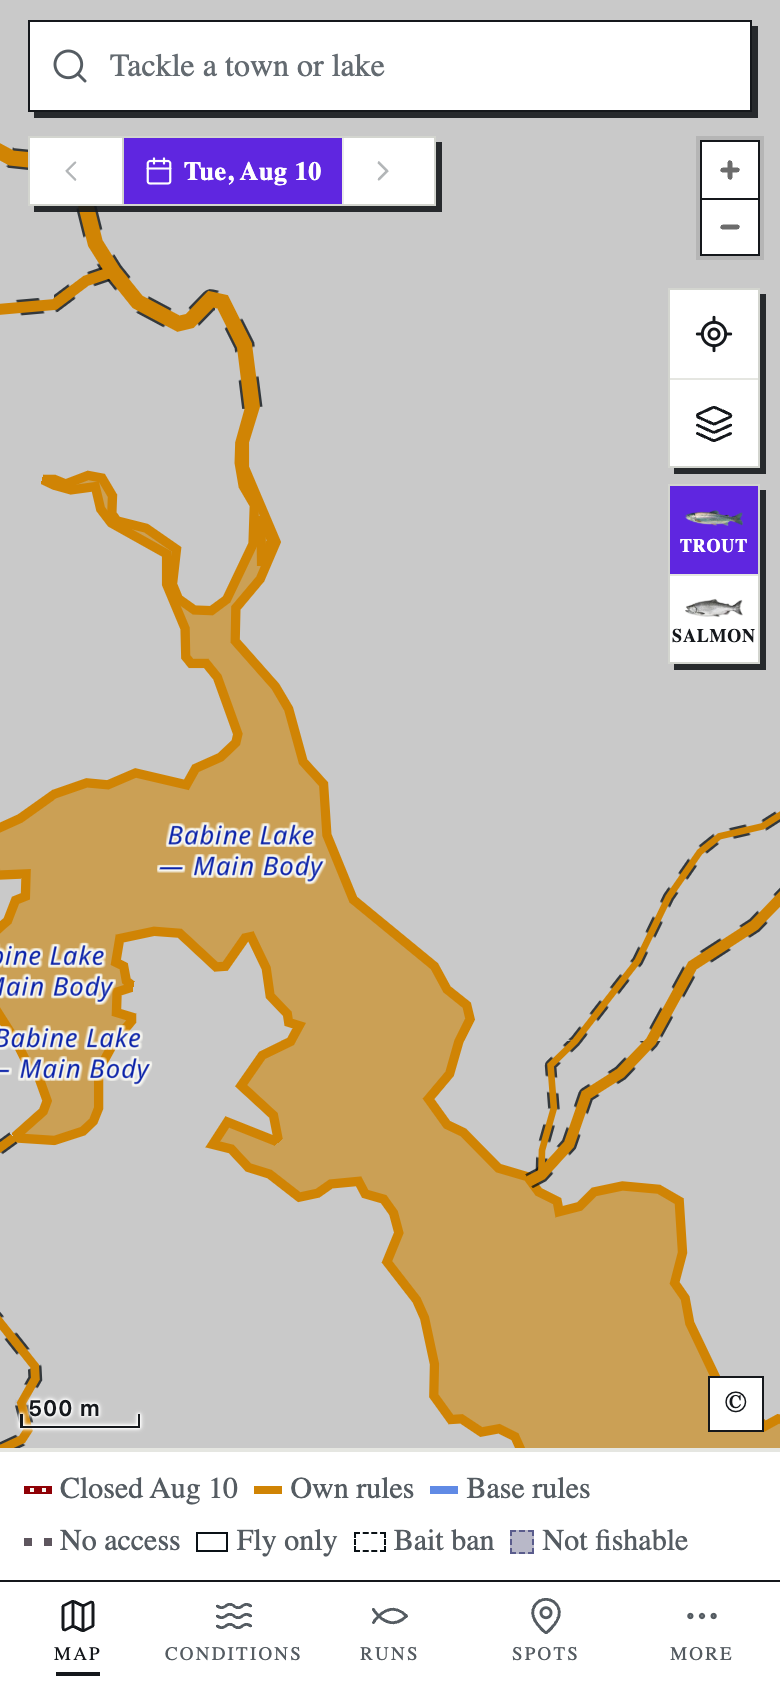 Tackle a town or lake
Tue, Aug 10
TROUT
SALMON
Babine Lake
— Main Body
bine Lake
Main Body
Babine Lake
– Main Body
500 m
©
Closed Aug 10
Own rules
Base rules
No access
Fly only
Bait ban
Not fishable
MAP
CONDITIONS
RUNS
SPOTS
MORE